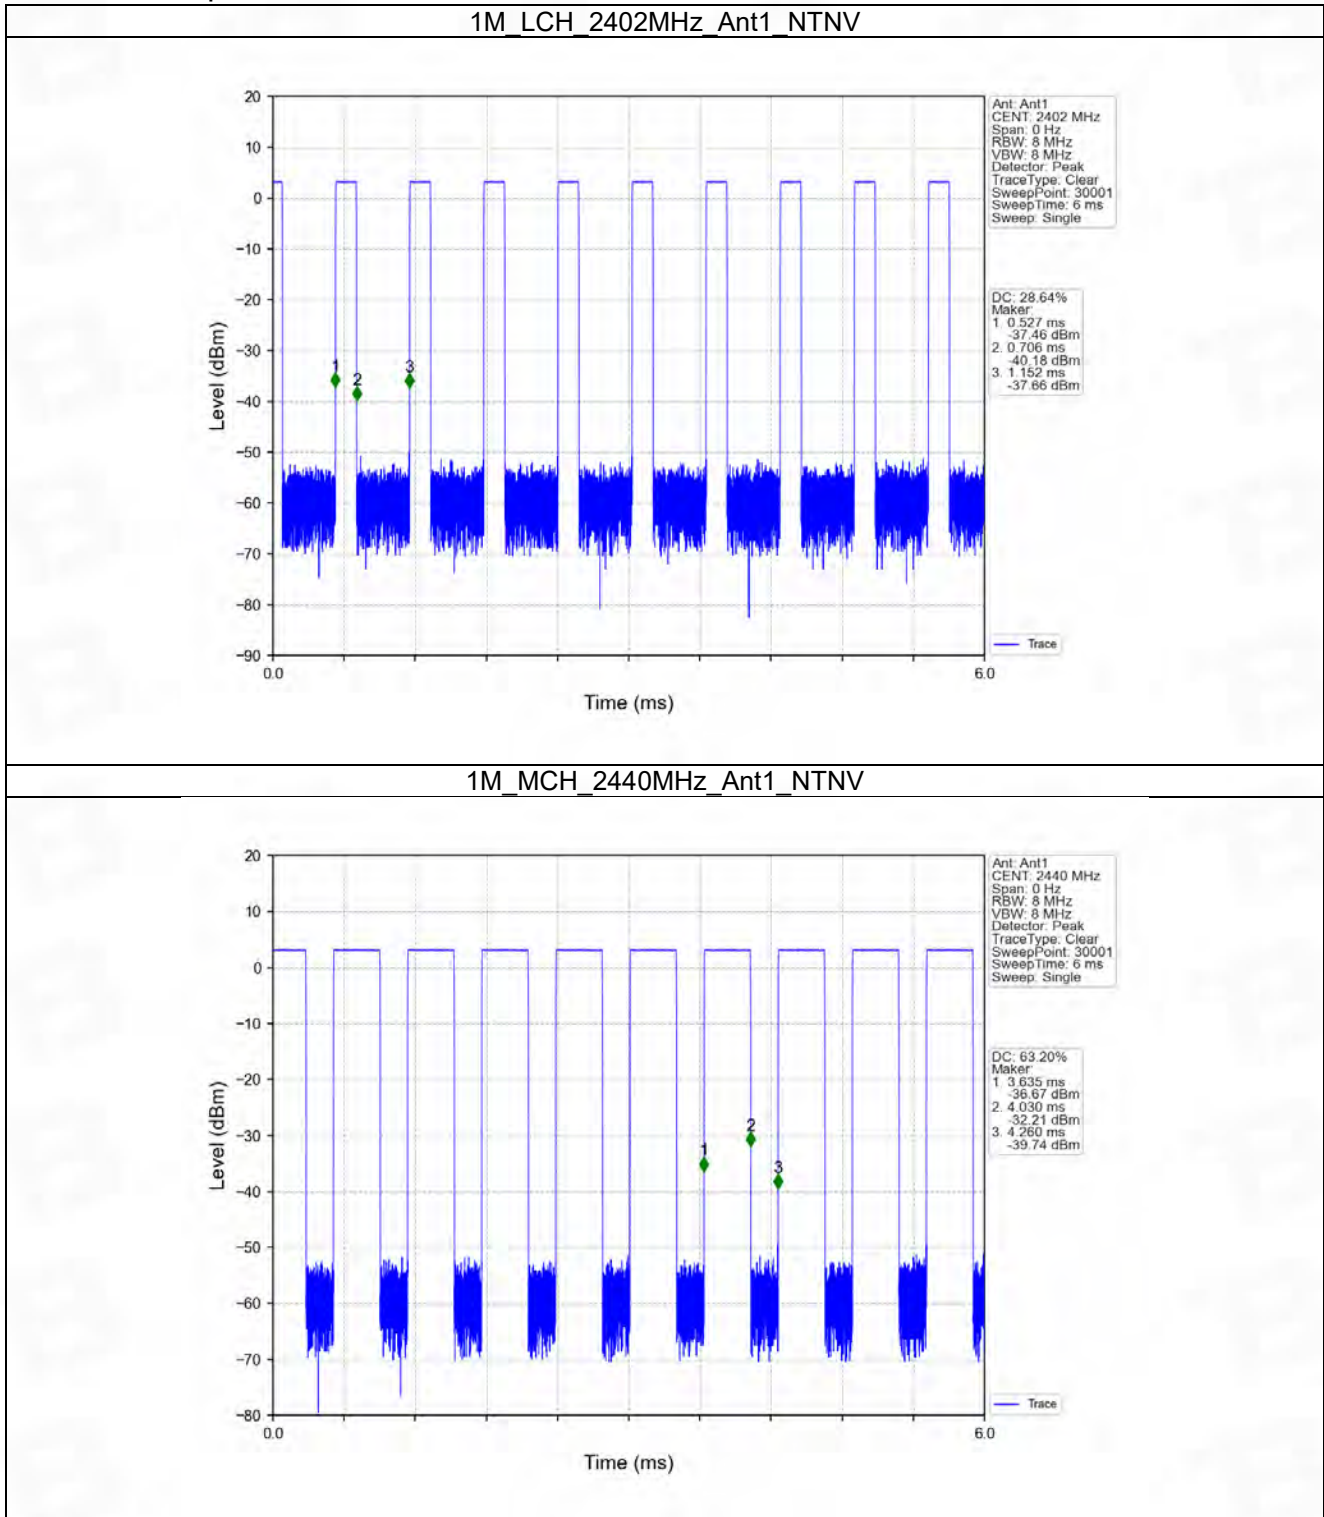 1M_LCH_2402MHz_Ant1_NTNV
20
10
0
−10
−20
−30
−40
−50
−60
−70
−80
−90
Level (dBm)
1
2
3
0.0
6.0
Time (ms)
Ant: Ant1
CENT: 2402 MHz
Span: 0 Hz
RBW: 8 MHz
VBW: 8 MHz
Detector: Peak
TraceType: Clear
SweepPoint: 30001
SweepTime: 6 ms
Sweep: Single
DC: 28.64%
Maker:
1. 0.527 ms
-37.46 dBm
2. 0.706 ms
-40.18 dBm
3. 1.152 ms
-37.66 dBm
Trace
1M_MCH_2440MHz_Ant1_NTNV
20
10
0
−10
−20
−30
−40
−50
−60
−70
−80
Level (dBm)
1
2
3
0.0
6.0
Time (ms)
Ant: Ant1
CENT: 2440 MHz
Span: 0 Hz
RBW: 8 MHz
VBW: 8 MHz
Detector: Peak
TraceType: Clear
SweepPoint: 30001
SweepTime: 6 ms
Sweep: Single
DC: 63.20%
Maker:
1. 3.635 ms
-36.67 dBm
2. 4.030 ms
-32.21 dBm
3. 4.260 ms
-39.74 dBm
Trace